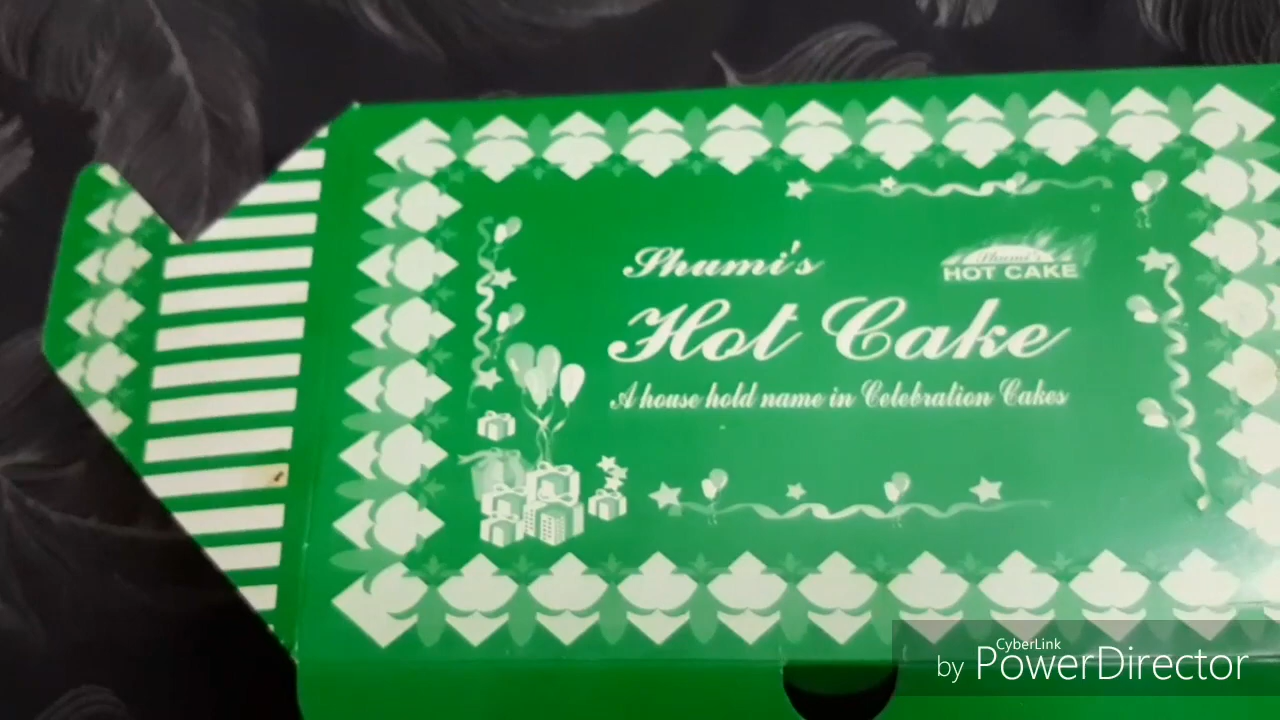 Shumi's
HOT CAKE
Shumi's
Hot Cake
A house hold name in Celebration Cakes
CyberLink
by PowerDirector